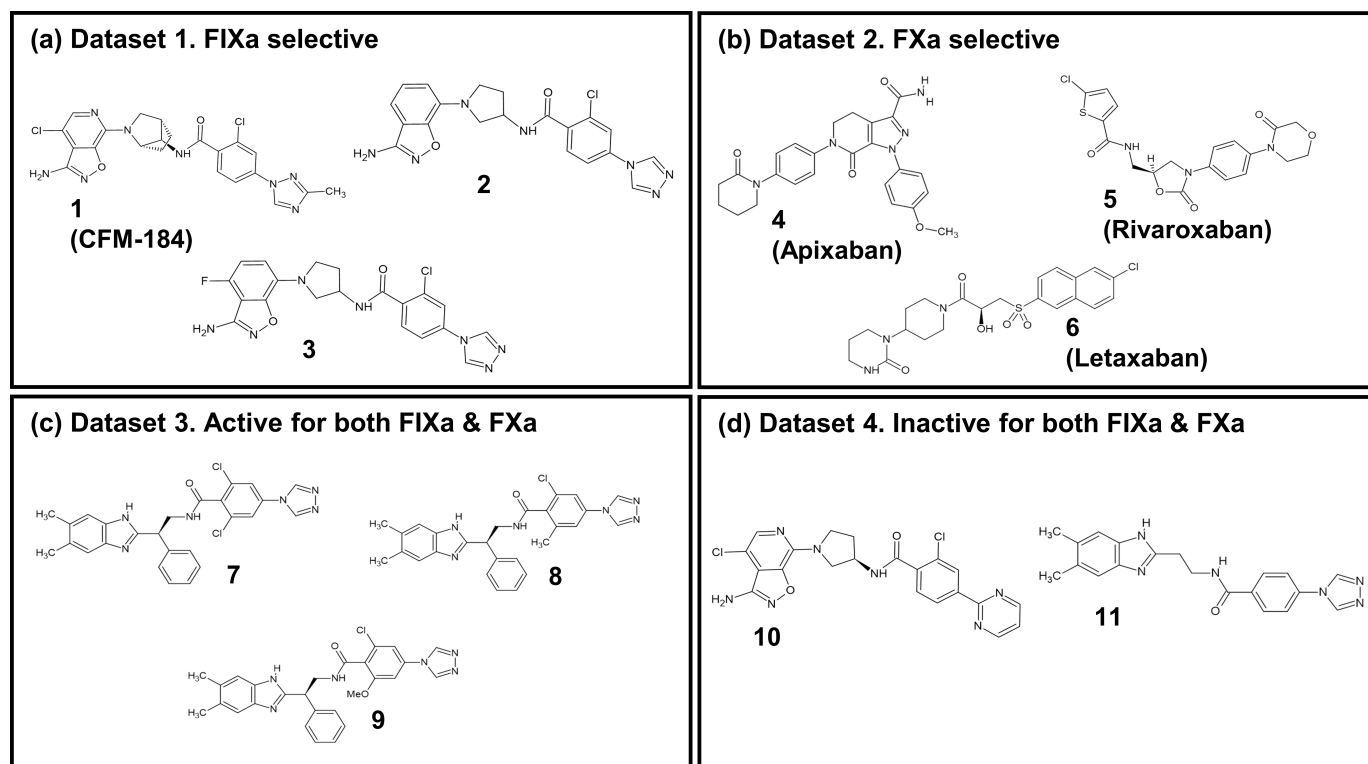 (a) Dataset 1. FIXa selective
N
Cl
N
O
Cl
NH
H₂N
N
O
N
N
N
CH₃
1
(CFM-184)
N
O
Cl
NH
H₂N
N
O
N
N
N
2
F
N
O
Cl
NH
H₂N
N
O
N
N
N
3
(b) Dataset 2. FXa selective
O
H
N
H
N
N
N
O
O
N
O
CH₃
4
(Apixaban)
Cl
S
O
NH
H
O
N
O
O
N
O
5
(Rivaroxaban)
Cl
O
N
OH
S
O
O
N
NH
O
6
(Letaxaban)
(c) Dataset 3. Active for both FIXa & FXa
Cl
O
NH
Cl
N
N
N
H
N
N
H₃C
H₃C
7
Cl
O
NH
CH₃
N
N
N
H
N
N
H₃C
H₃C
8
Cl
O
NH
MeO
N
N
N
H
N
N
H₃C
H₃C
9
(d) Dataset 4. Inactive for both FIXa & FXa
N
Cl
N
O
Cl
NH
H₂N
N
O
N
N
10
H
N
N
H₃C
H₃C
H
N
O
N
N
N
11